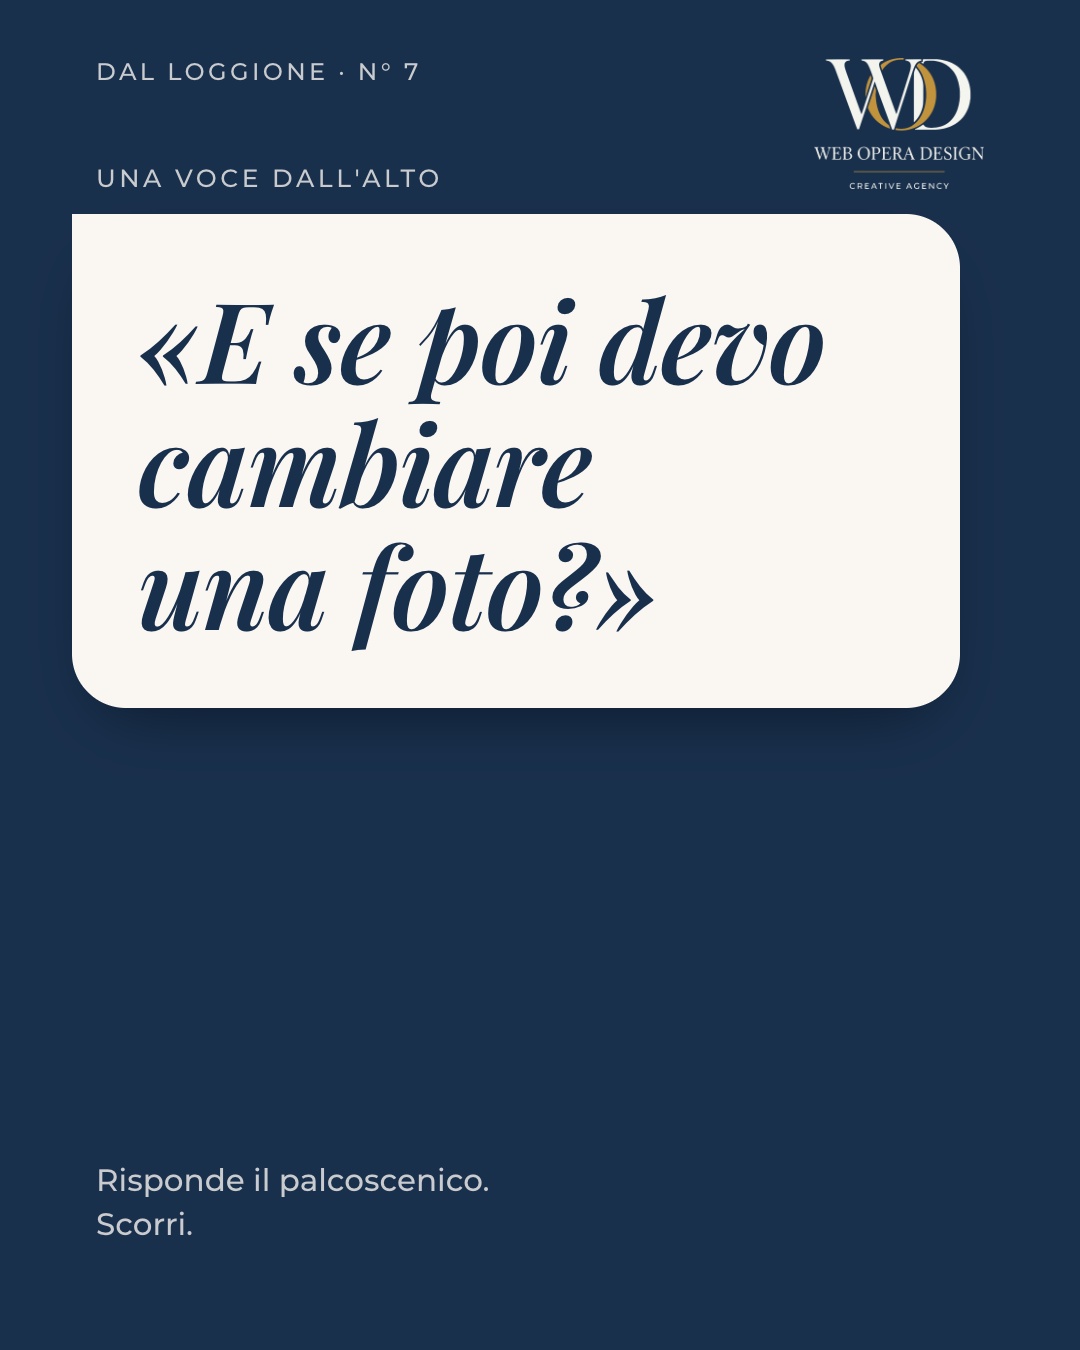 DAL LOGGIONE · N° 7
WOD
WEB OPERA DESIGN
CREATIVE AGENCY
UNA VOCE DALL'ALTO
«E se poi devo
cambiare
una foto?»
Risponde il palcoscenico.
Scorri.